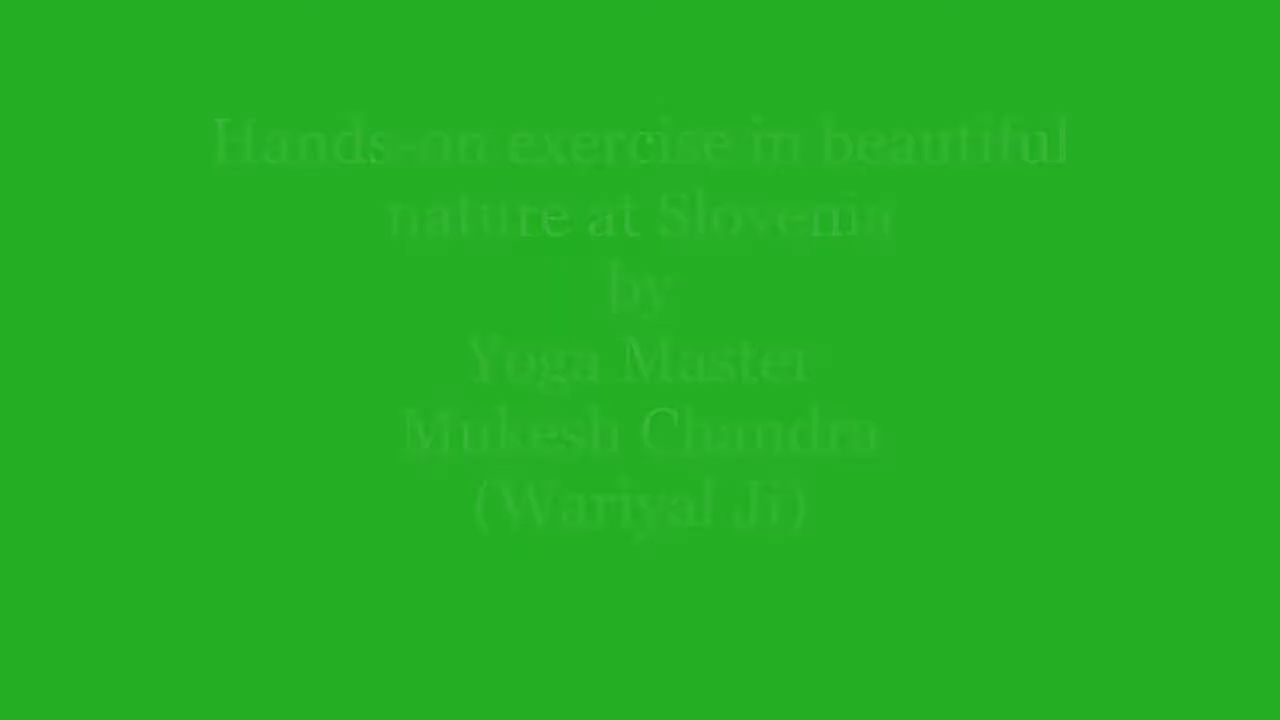 Hands-on exercise in beautiful
nature at Slovenia
by
Yoga Master
Mukesh Chandra
(Wariyal Ji)